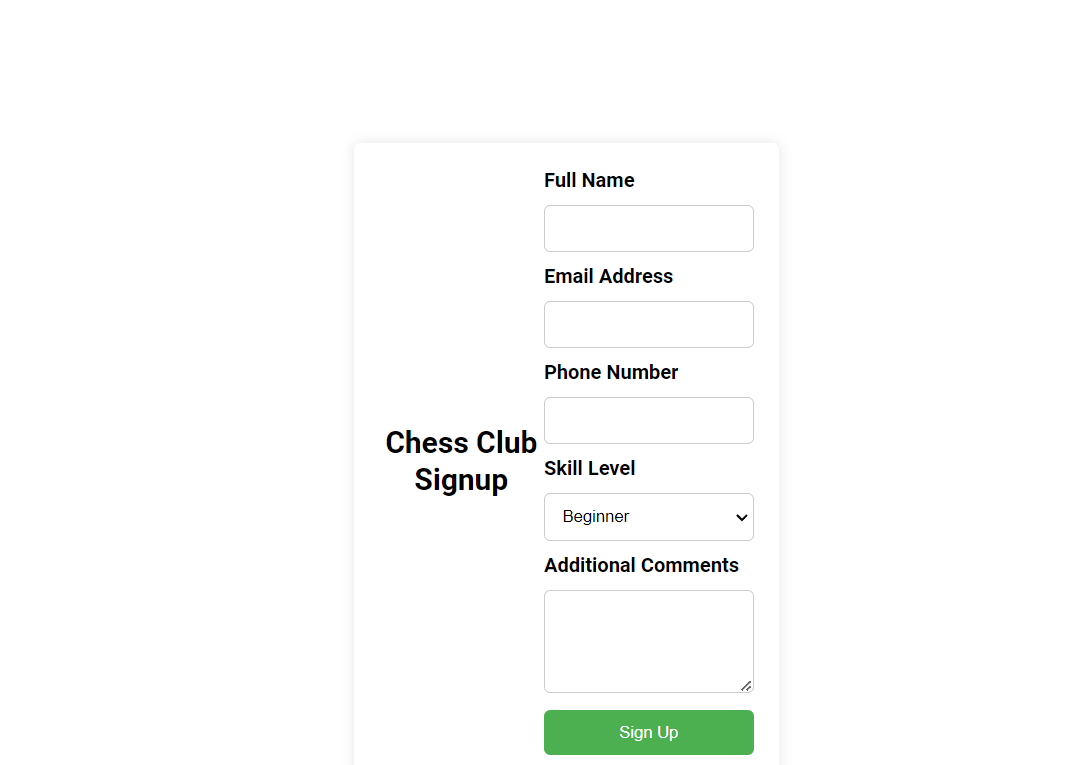 Chess Club
Signup
Full Name
Email Address
Phone Number
Skill Level
Beginner
Additional Comments
Sign Up